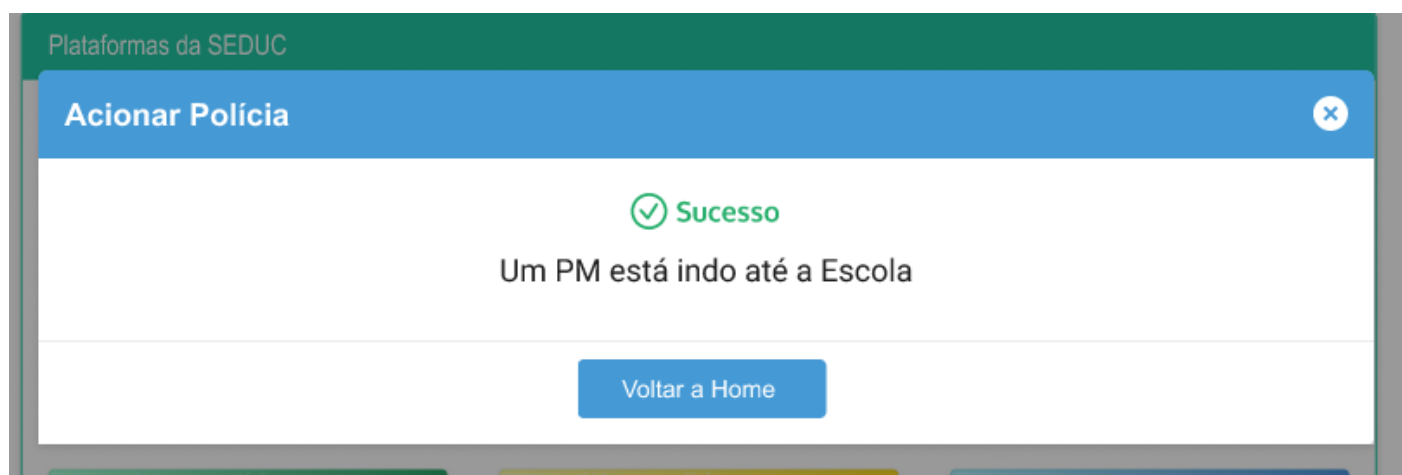 Plataformas da SEDUC
Acionar Polícia
Sucesso
Um PM está indo até a Escola
Voltar a Home